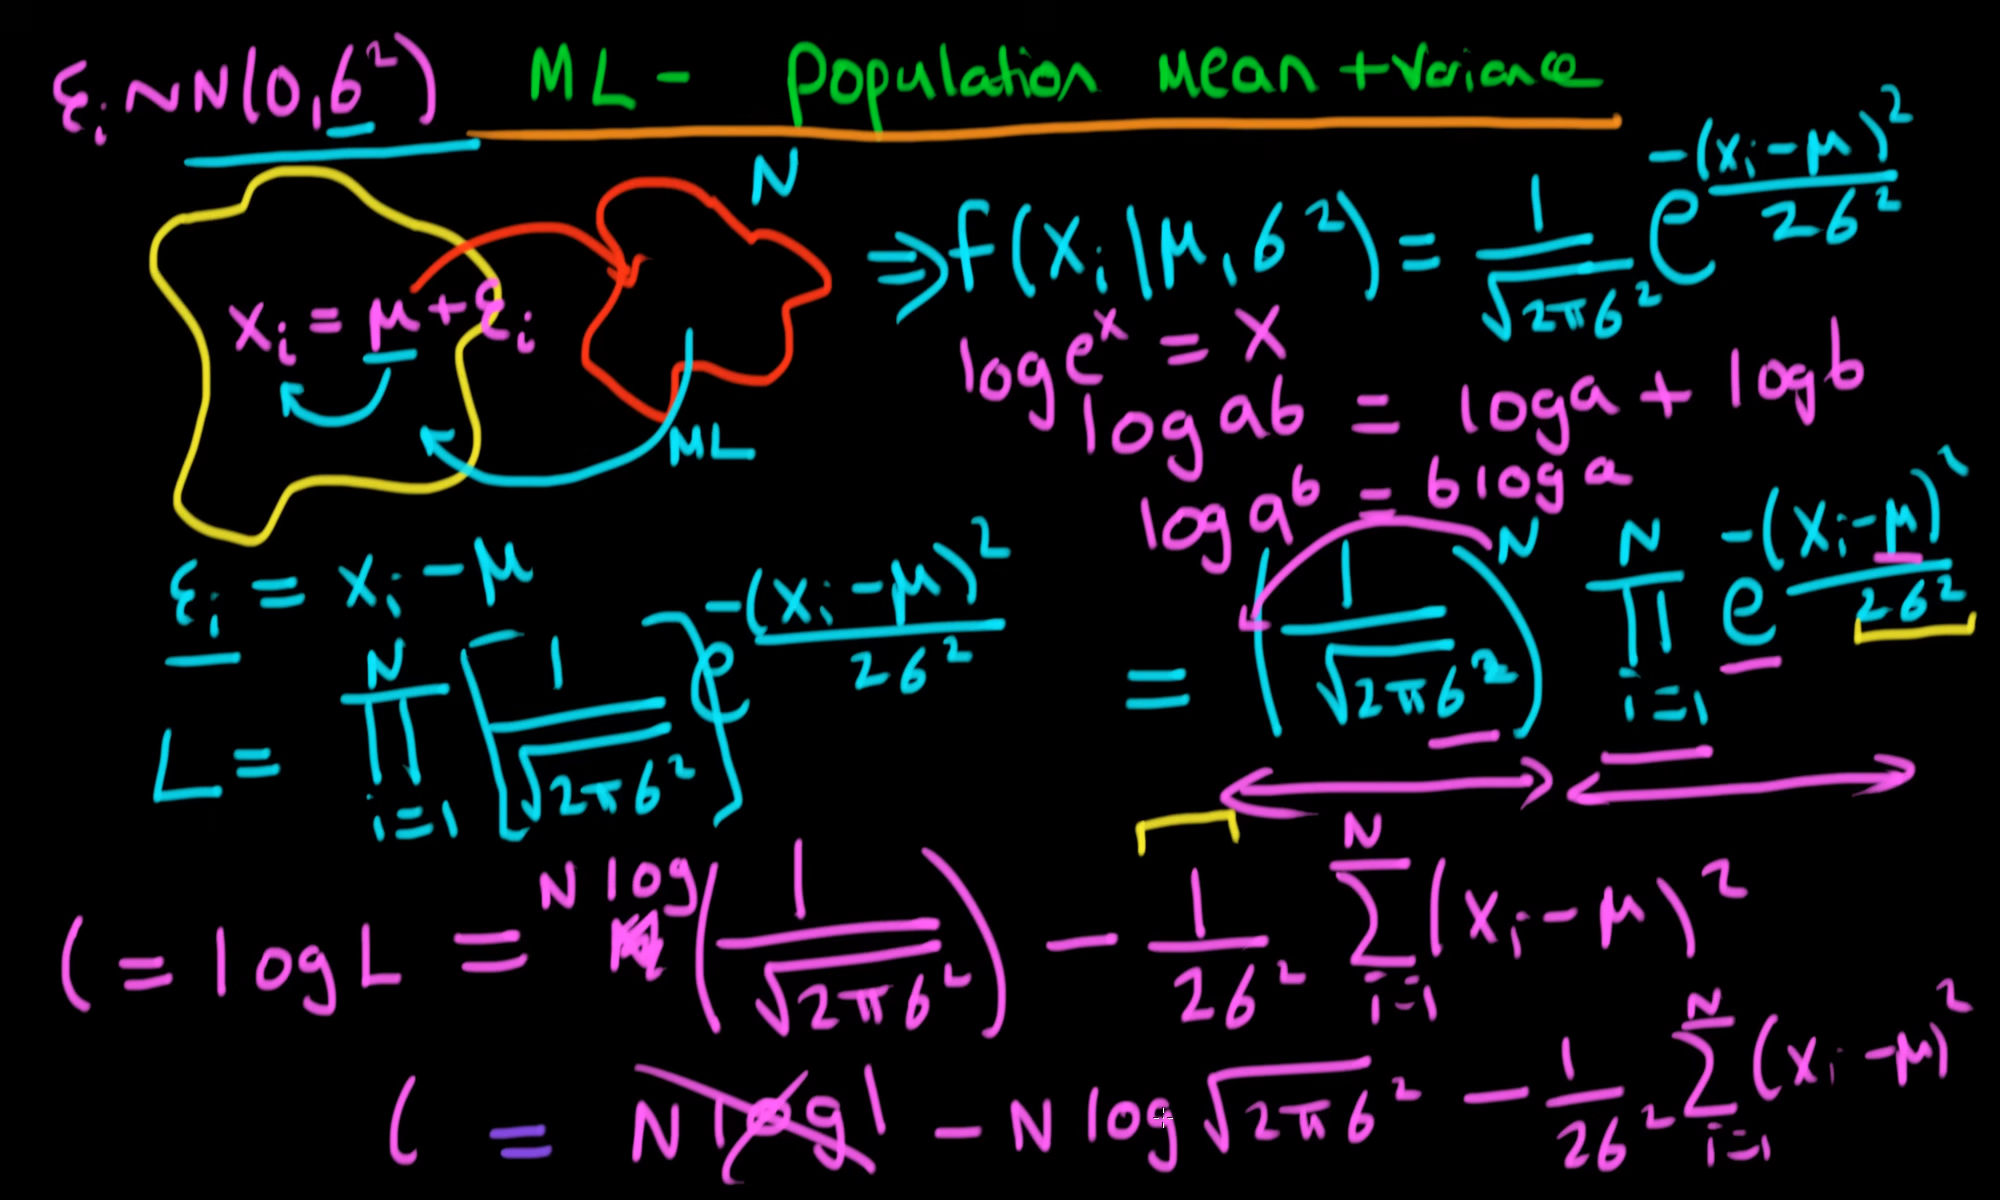 εᵢ ~ N(0, σ²)  ML - Population Mean + Variance
N
xᵢ = μ + εᵢ
ML
⇒ f(xᵢ | μ, σ²) = 1/√(2πσ²) e^(-(xᵢ - μ)²/2σ²)
log eˣ = x
log ab = log a + log b
log aᵇ = b log a
εᵢ = xᵢ - μ
L = ∏ᵢ₌₁ᴺ [1/√(2πσ²) e^(-(xᵢ - μ)²/2σ²)] = (1/√(2πσ²))ᴺ ∏ᵢ₌₁ᴺ e^(-(xᵢ - μ)²/2σ²)
l = log L = N log (1/√(2πσ²)) - 1/2σ² ∑ᵢ₌₁ᴺ (xᵢ - μ)²
l = N log 1 - N log √(2πσ²) - 1/2σ² ∑ᵢ₌₁ᴺ (xᵢ - μ)²